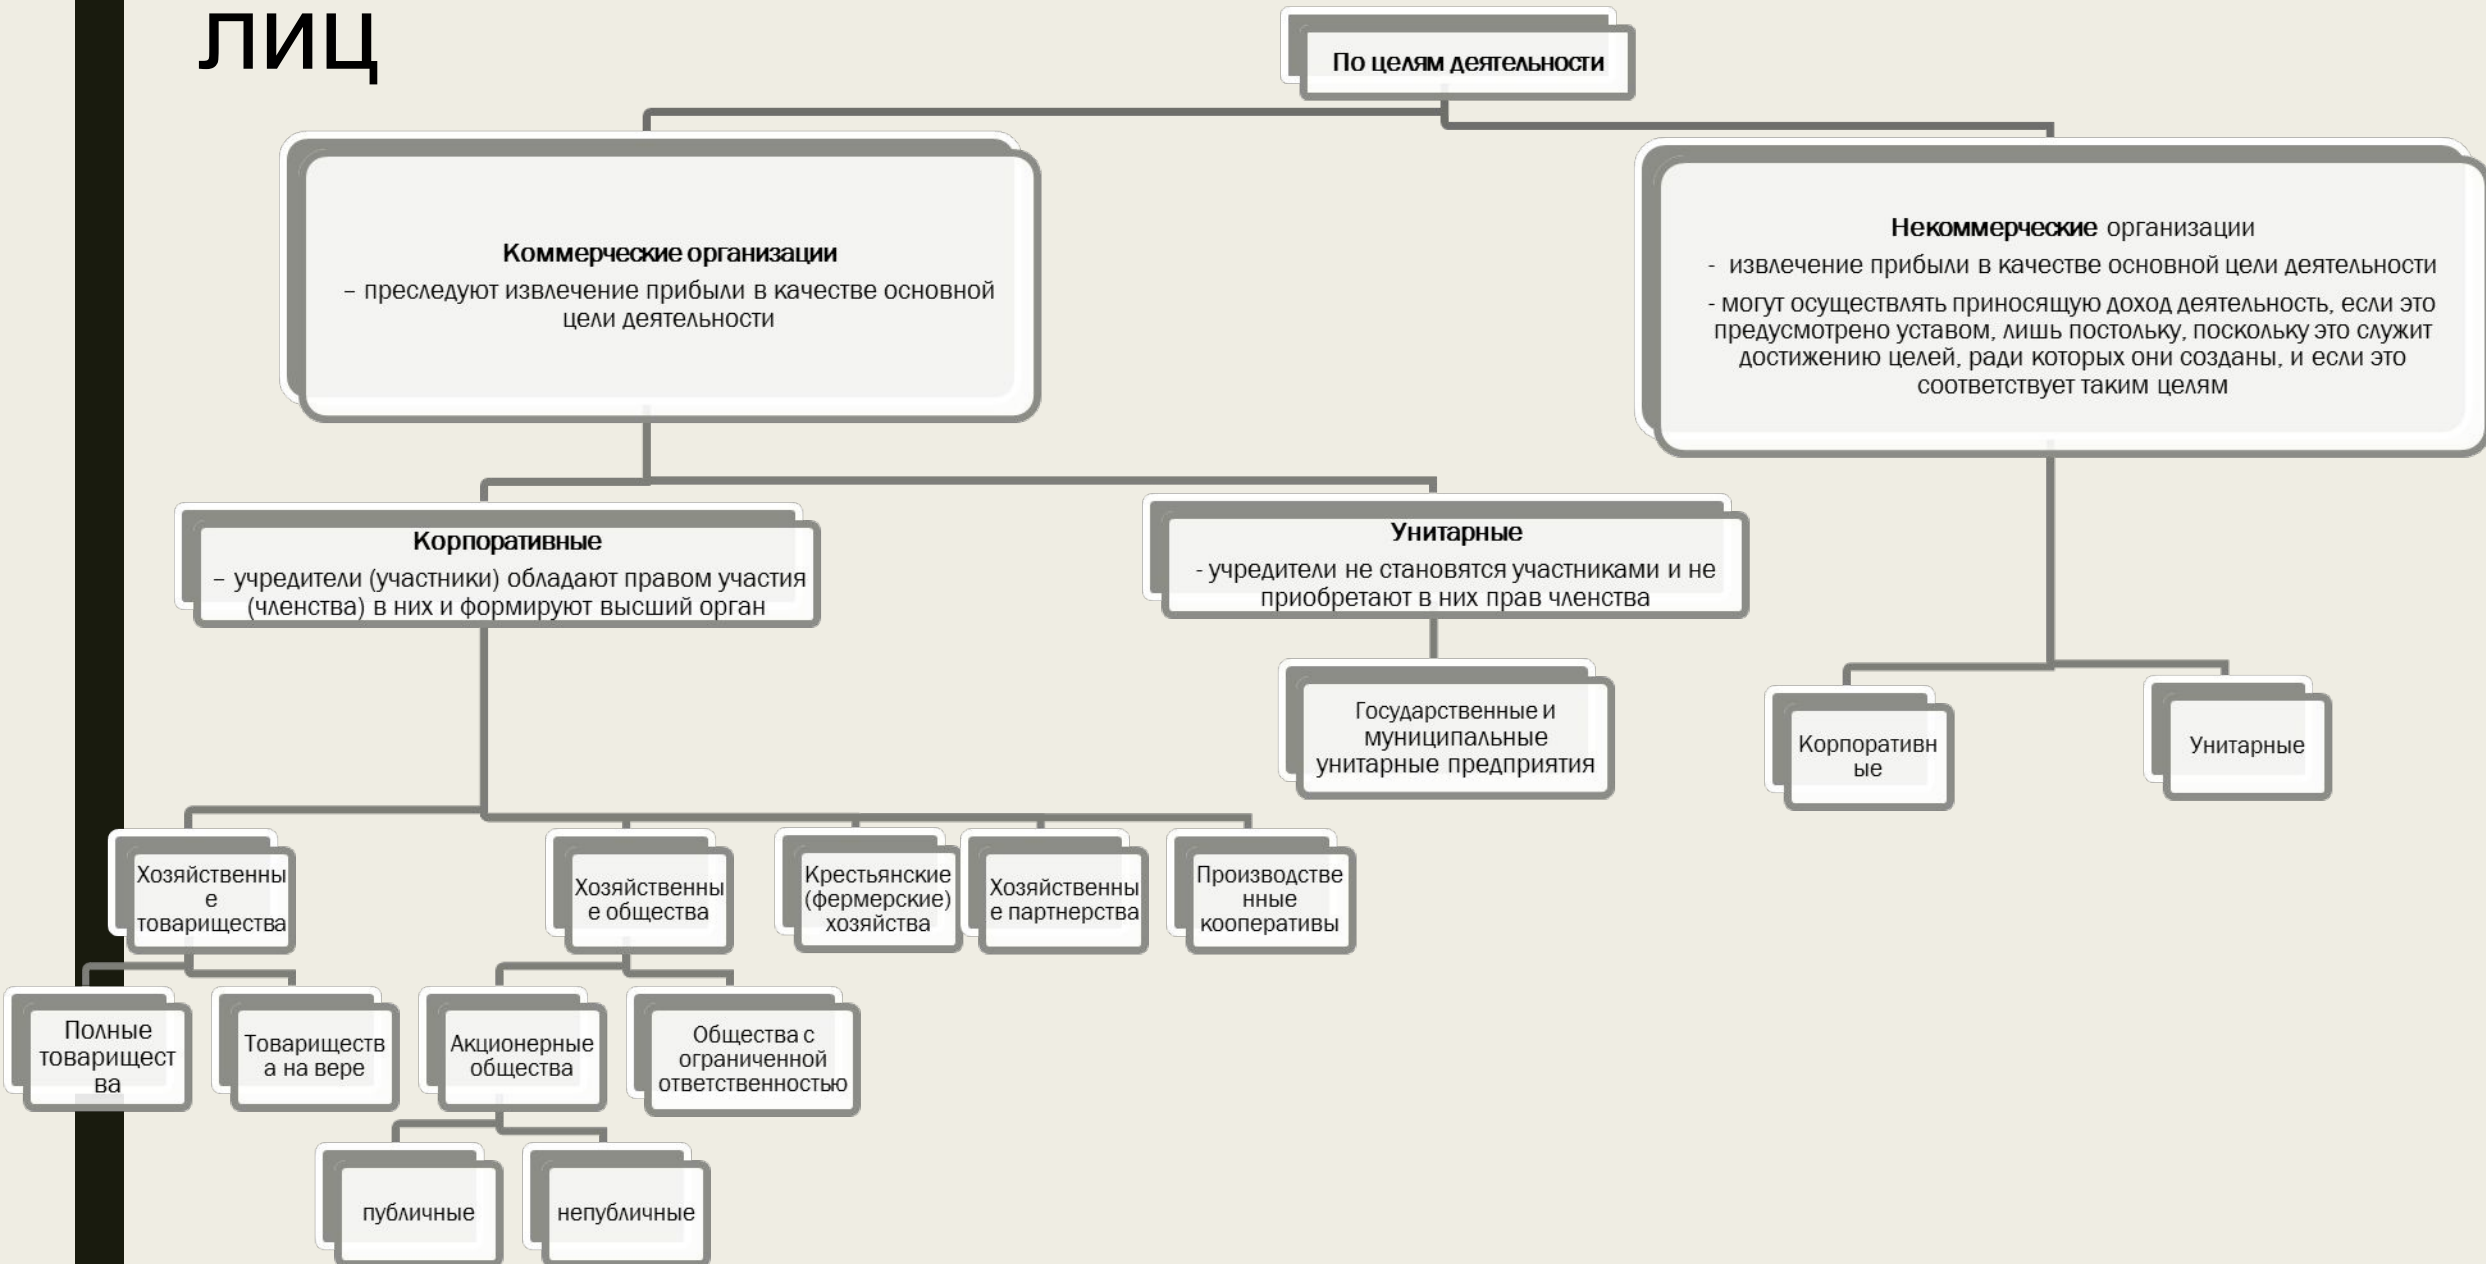 ЛИЦ
По целям деятельности
Коммерческие организации
– преследуют извлечение прибыли в качестве основной
цели деятельности
Некоммерческие организации
- извлечение прибыли в качестве основной цели деятельности
- могут осуществлять приносящую доход деятельность, если это
предусмотрено уставом, лишь постольку, поскольку это служит
достижению целей, ради которых они созданы, и если это
соответствует таким целям
Корпоративные
– учредители (участники) обладают правом участия
(членства) в них и формируют высший орган
Унитарные
- учредители не становятся участниками и не
приобретают в них прав членства
Государственные и
муниципальные
унитарные предприятия
Корпоративн
ые
Унитарные
Хозяйственны
е
товарищества
Хозяйственны
е общества
Крестьянские
(фермерские)
хозяйства
Хозяйственны
е партнерства
Производстве
нные
кооперативы
Полные
товарищест
ва
Товариществ
а на вере
Акционерные
общества
Общества с
ограниченной
ответственностью
публичные
непубличные